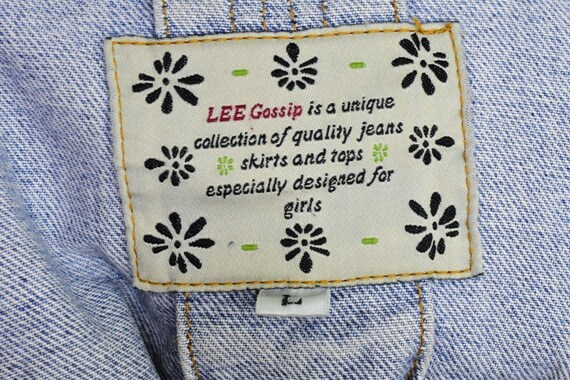 LEE Gossip is a unique
collection of quality jeans
skirts and tops
especially designed for
girls
L